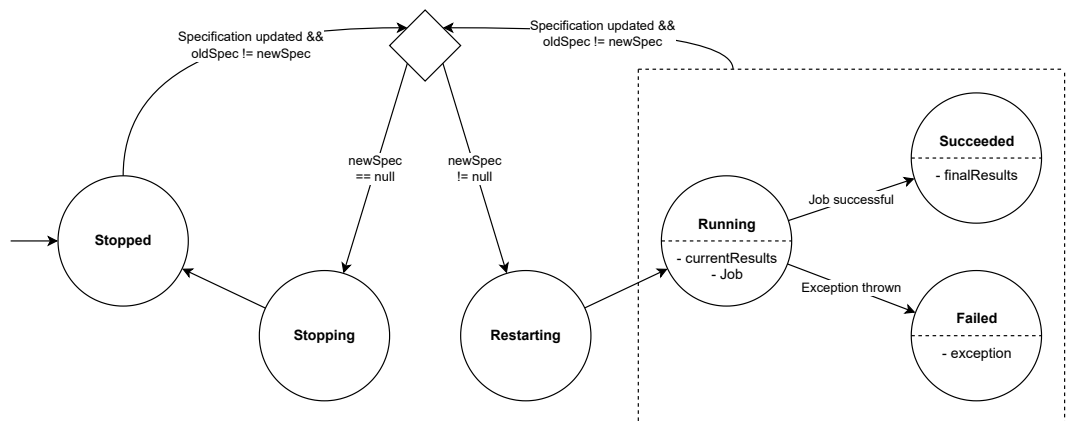 Specification updated &&
oldSpec != newSpec
Specification updated &&
oldSpec != newSpec
newSpec
== null
newSpec
!= null
Stopped
Stopping
Restarting
Running
- currentResults
- Job
Job successful
Exception thrown
Succeeded
- finalResults
Failed
- exception